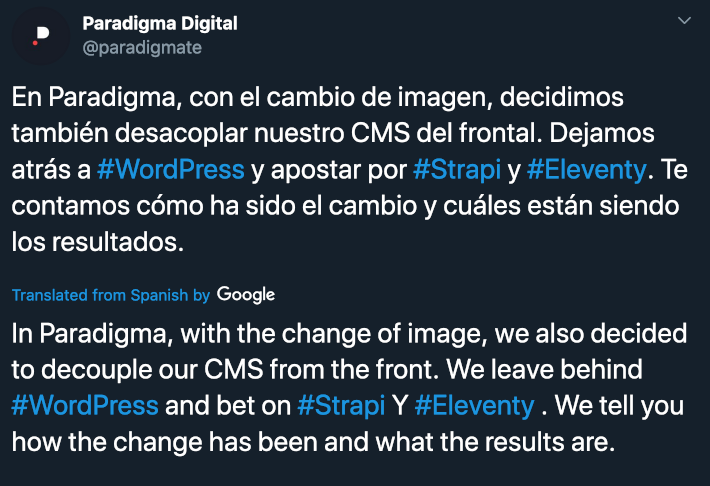 Paradigma Digital
@paradigmate
En Paradigma, con el cambio de imagen, decidimos
también desacoplar nuestro CMS del frontal. Dejamos
atrás a #WordPress y apostar por #Strapi y #Eleventy. Te
contamos cómo ha sido el cambio y cuáles están siendo
los resultados.
Translated from Spanish by Google
In Paradigma, with the change of image, we also decided
to decouple our CMS from the front. We leave behind
#WordPress and bet on #Strapi Y #Eleventy . We tell you
how the change has been and what the results are.